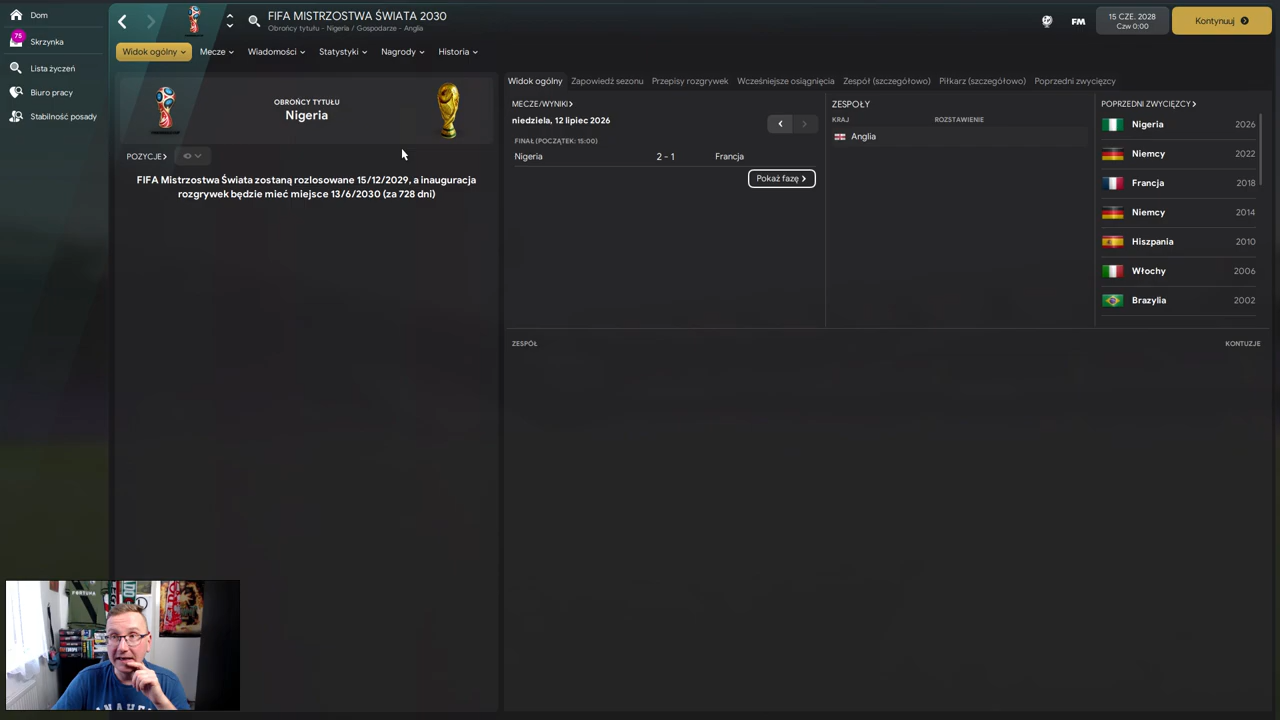 Dom
75
Skrzynka
Lista życzeń
Biuro pracy
Stabilność posady
FIFA MISTRZOSTWA ŚWIATA 2030
Obrońcy tytułu - Nigeria / Gospodarze - Anglia
FM
15 CZE. 2028
Czw 0:00
Kontynuuj
Widok ogólny
Mecze
Wiadomości
Statystyki
Nagrody
Historia
OBROŃCY TYTUŁU
Nigeria
POZYCJE
FIFA Mistrzostwa Świata zostaną rozlosowane 15/12/2029, a inauguracja
rozgrywek będzie mieć miejsce 13/6/2030 (za 728 dni)
Widok ogólny
Zapowiedź sezonu
Przepisy rozgrywek
Wcześniejsze osiągnięcia
Zespół (szczegółowo)
Piłkarz (szczegółowo)
Poprzedni zwycięzcy
MECZE/WYNIKI
niedziela, 12 lipiec 2026
FINAŁ (POCZĄTEK: 15:00)
Nigeria 2 - 1 Francja
Pokaż fazę
ZESPOŁY
KRAJ ROZSTAWIENIE
Anglia
POPRZEDNI ZWYCIĘZCY
Nigeria 2026
Niemcy 2022
Francja 2018
Niemcy 2014
Hiszpania 2010
Włochy 2006
Brazylia 2002
ZESPÓŁ KONTUZJE
FORTUNA